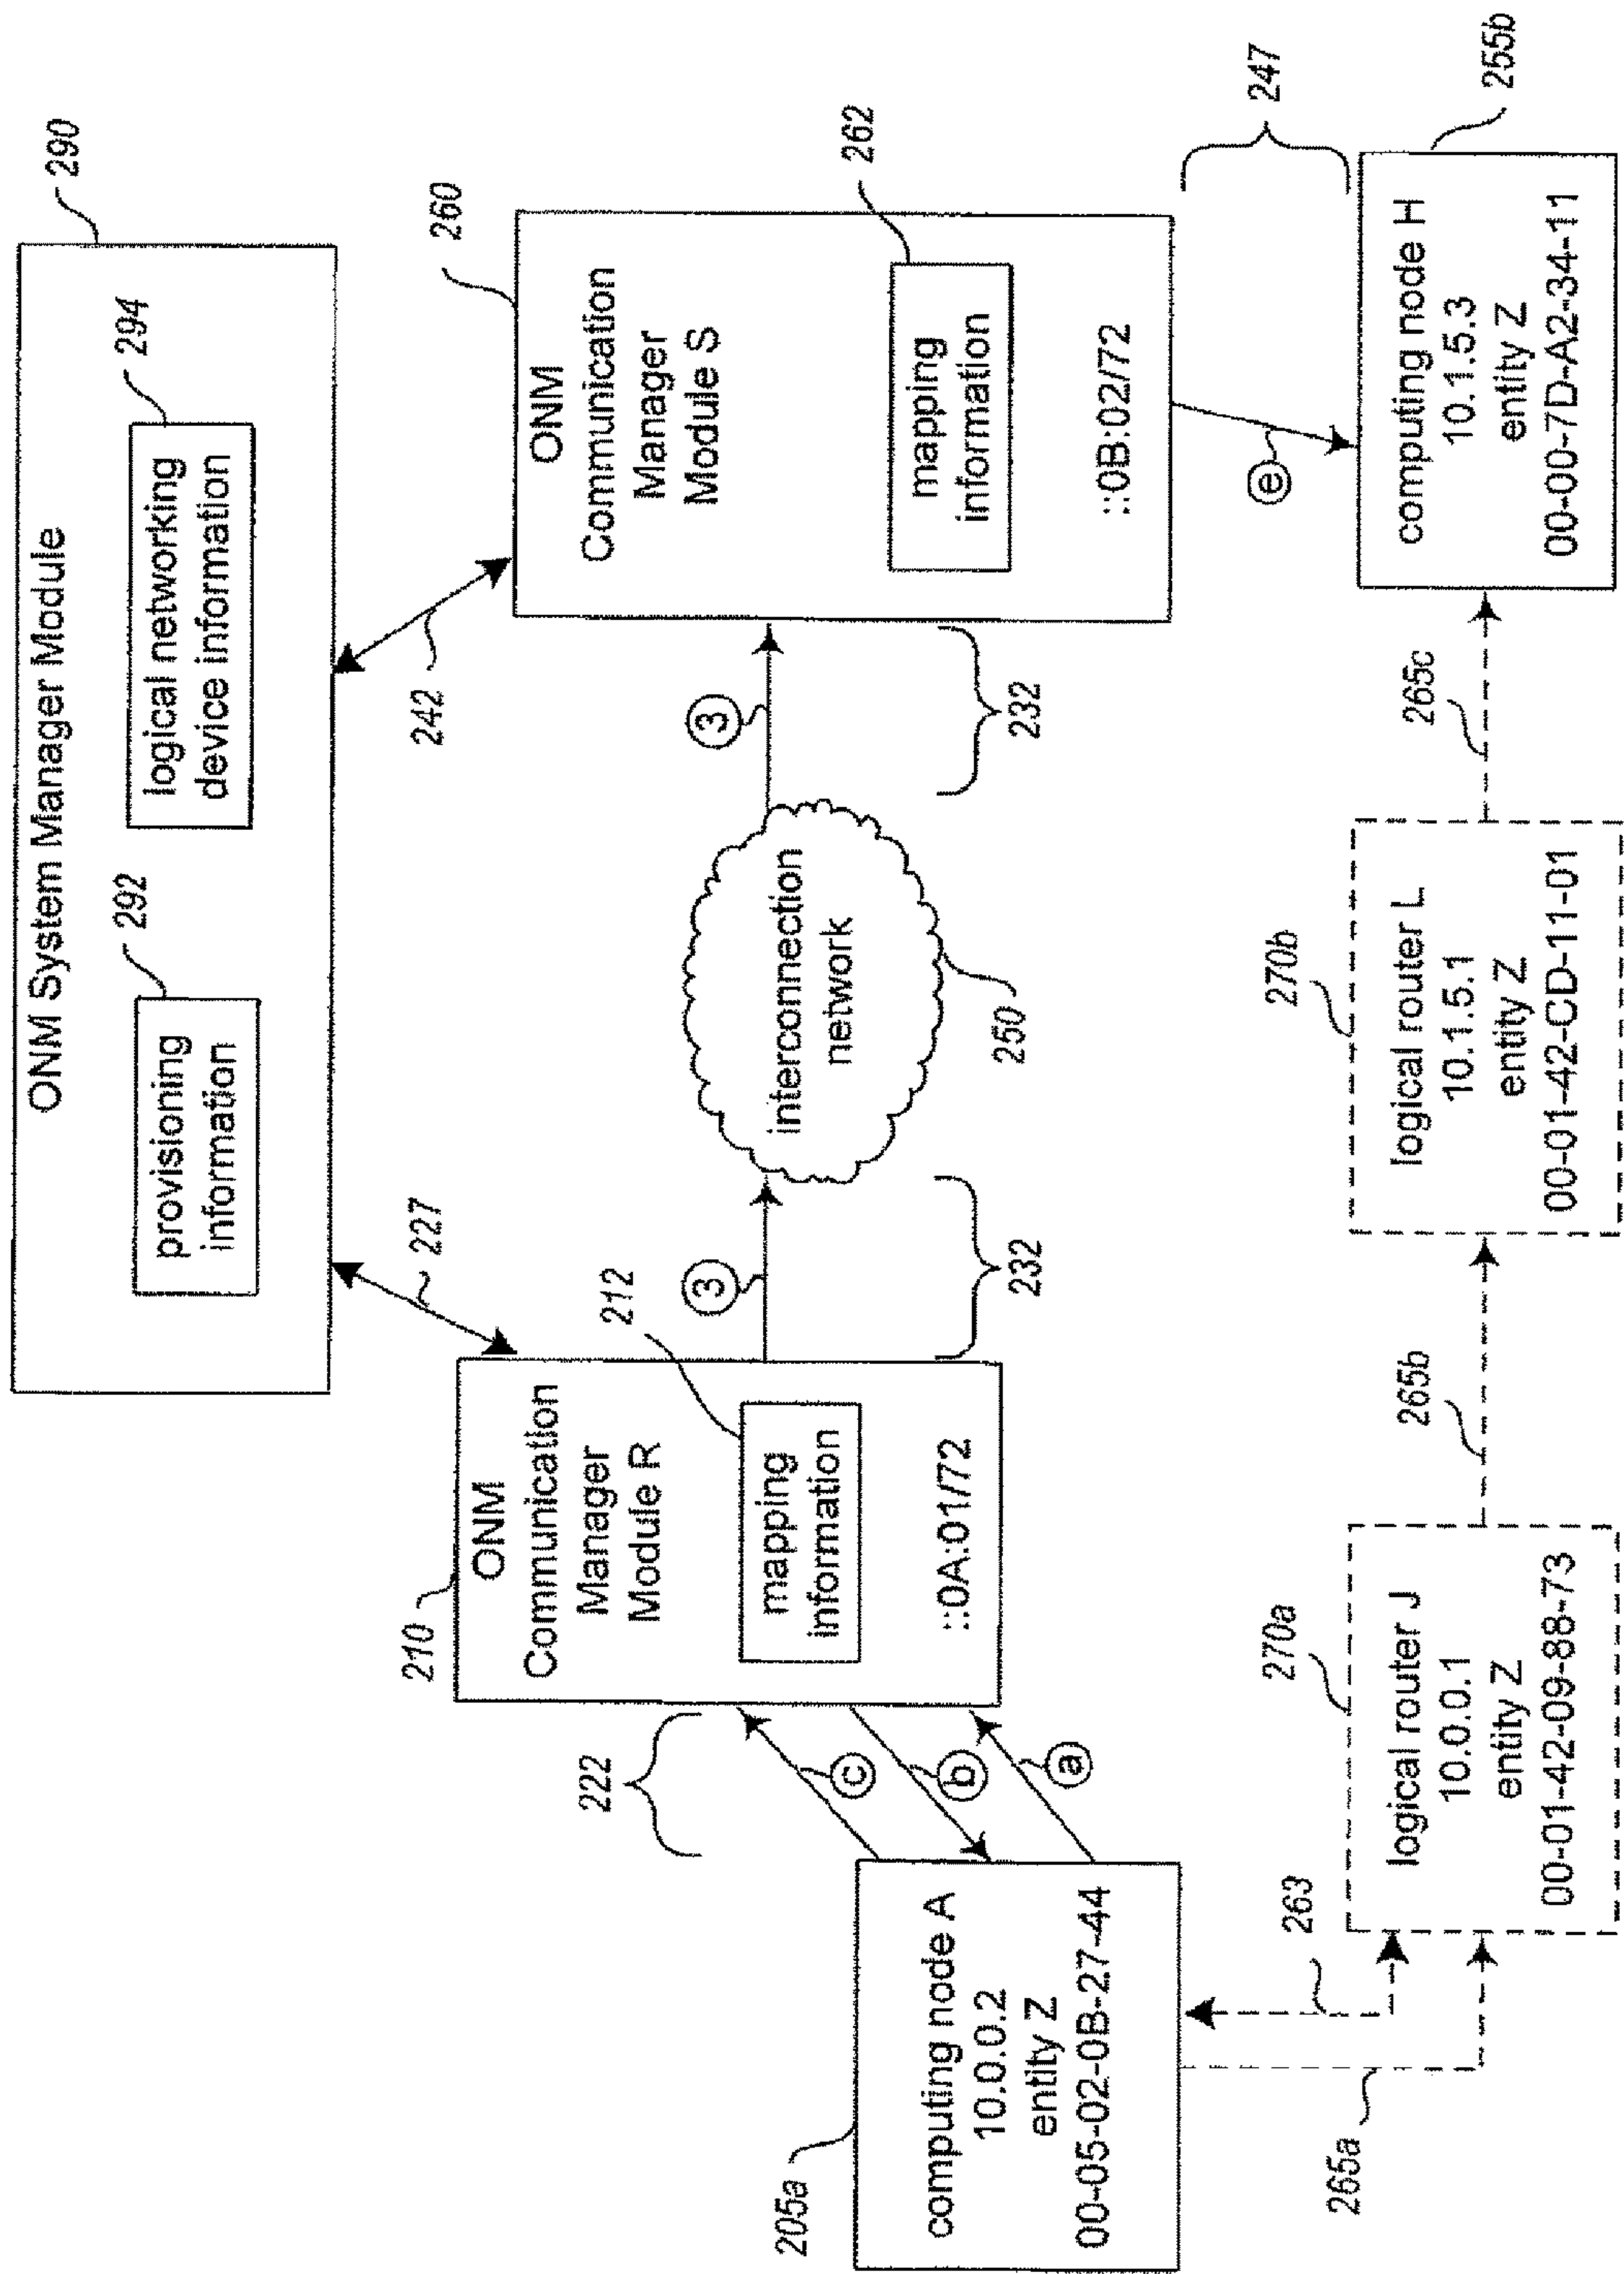 290
ONM System Manager Module
292
provisioning
information
294
logical networking
device information
227
242
210
ONM
Communication
Manager
Module R
212
mapping
information
::0A:01/72
260
ONM
Communication
Manager
Module S
262
mapping
information
::0B:02/72
3
3
interconnection
network
250
232
232
222
c
b
a
e
247
205a
computing node A
10.0.0.2
entity Z
00-05-02-0B-27-44
255b
computing node H
10.1.5.3
entity Z
00-00-7D-A2-34-11
263
265a
270a
logical router J
10.0.0.1
entity Z
00-01-42-09-88-73
265b
270b
logical router L
10.1.5.1
entity Z
00-01-42-CD-11-01
265c